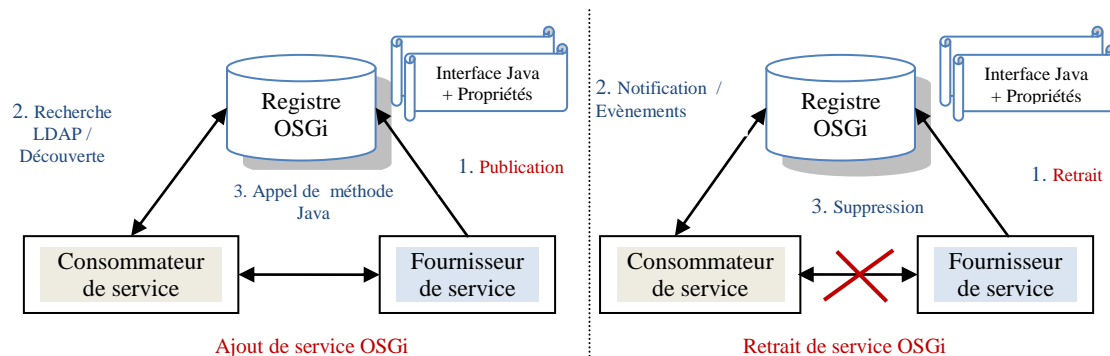 Interface Java
+ Propriétés
Registre
OSGi
2. Recherche
LDAP /
Découverte
1. Publication
3. Appel de méthode
Java
Consommateur
de service
Fournisseur
de service
Ajout de service OSGi
Interface Java
+ Propriétés
Registre
OSGi
2. Notification /
Evènements
1. Retrait
3. Suppression
Consommateur
de service
Fournisseur
de service
Retrait de service OSGi